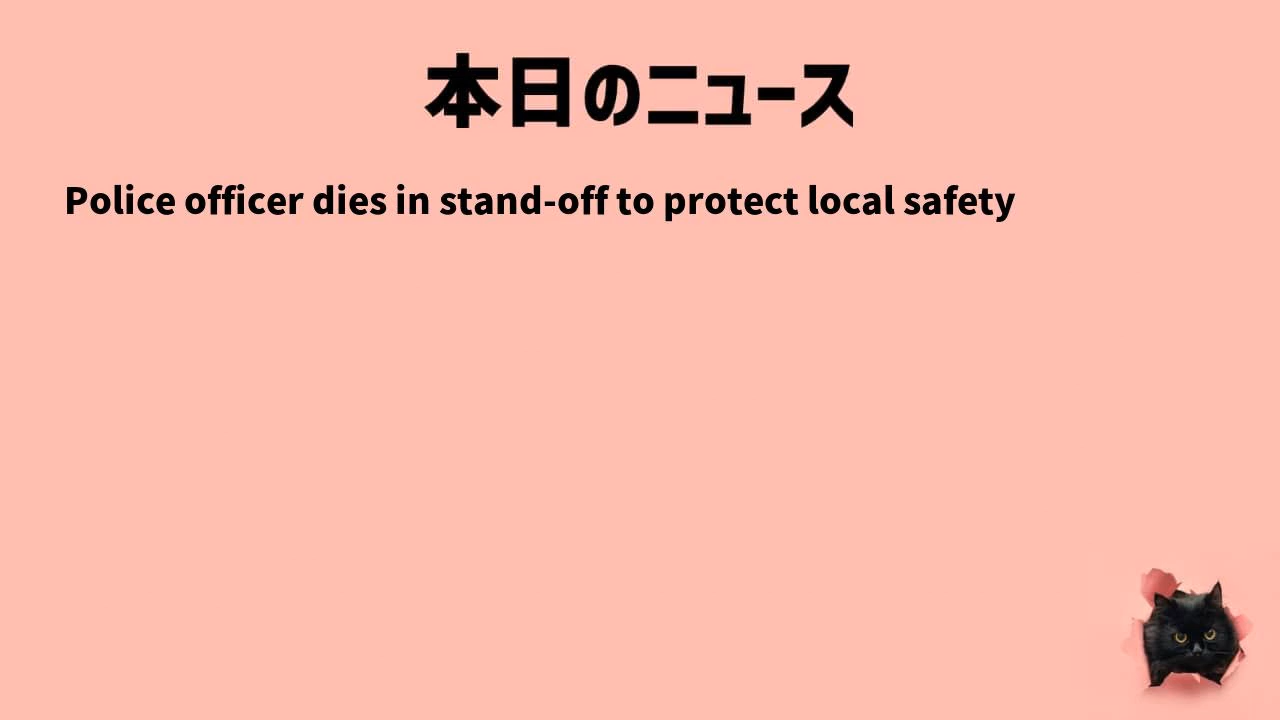 本日のニュース
Police officer dies in stand-off to protect local safety